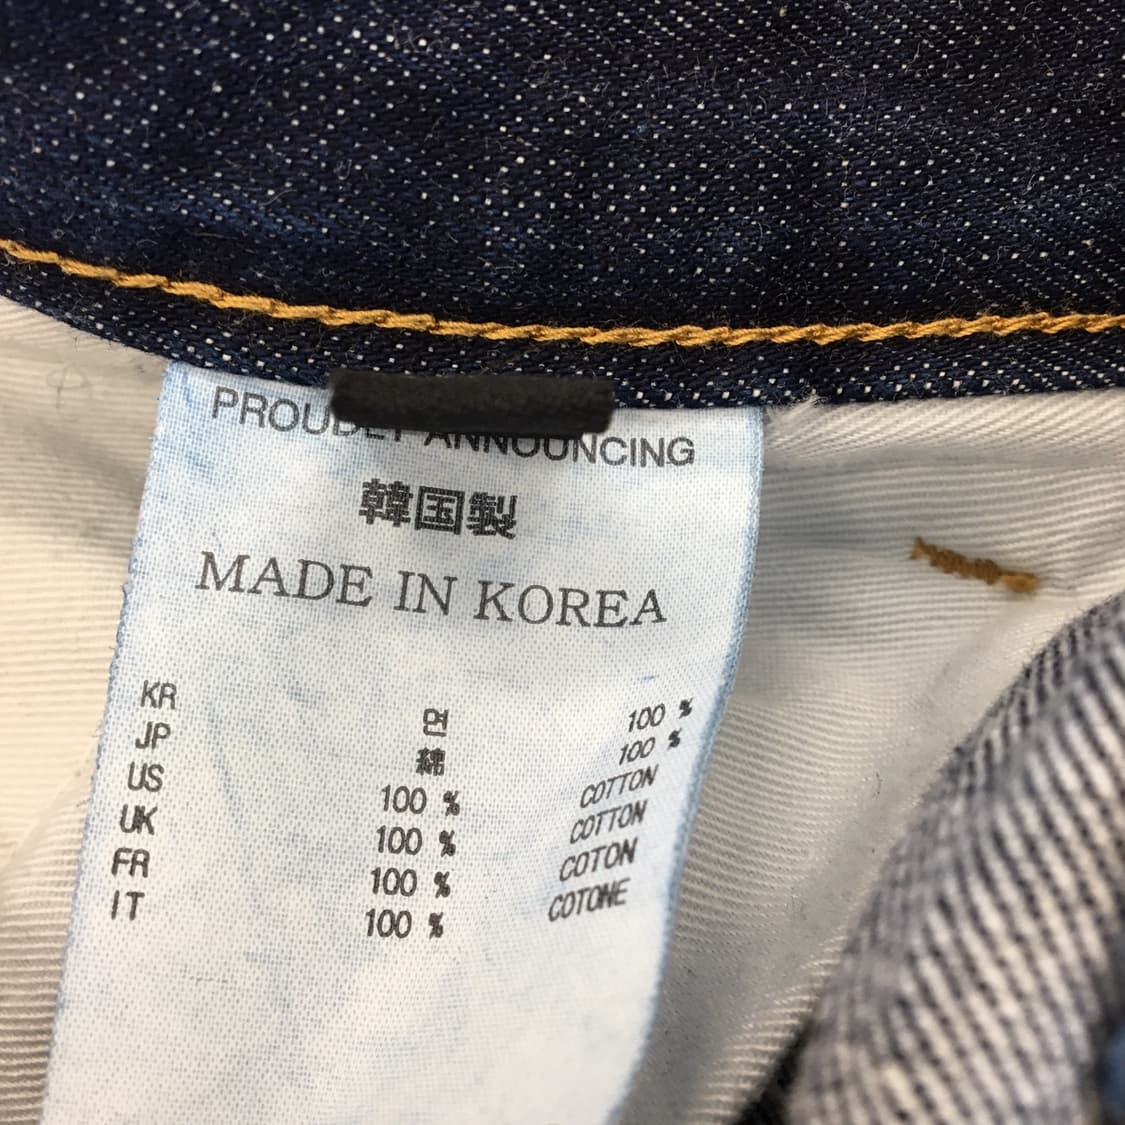 PROUDLY ANNOUNCING
韓国製
MADE IN KOREA
KR 면 100 %
JP 綿 100 %
US 100 % COTTON
UK 100 % COTTON
FR 100 % COTON
IT 100 % COTONE